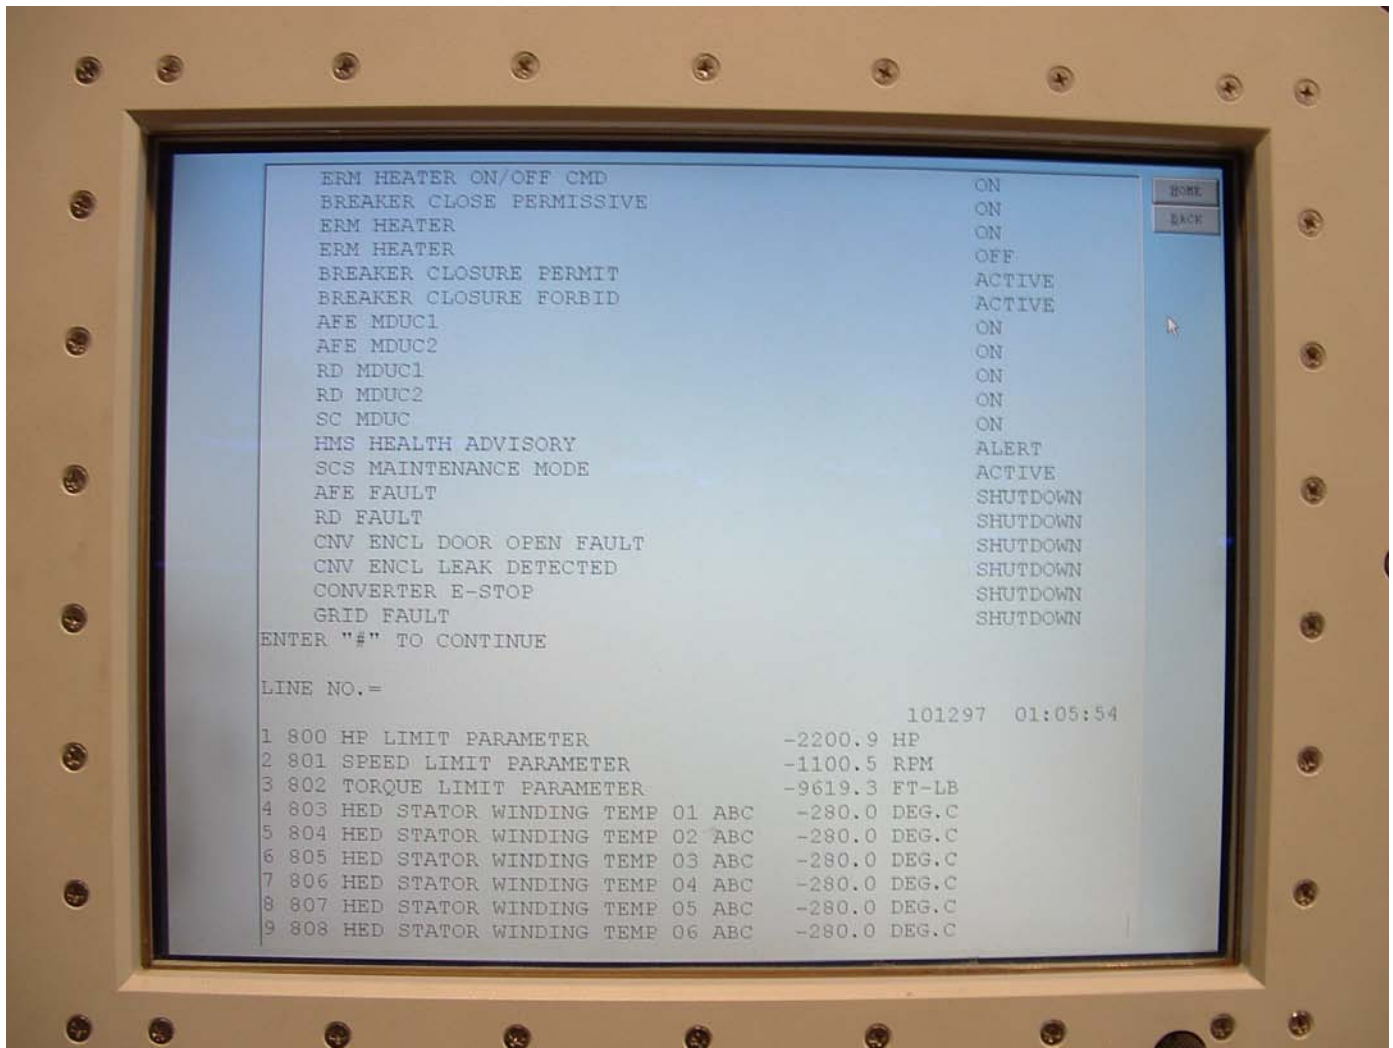 ERM HEATER ON/OFF CMD ON
BREAKER CLOSE PERMISSIVE ON
ERM HEATER ON
ERM HEATER OFF
BREAKER CLOSURE PERMIT ACTIVE
BREAKER CLOSURE FORBID ACTIVE
AFE MDUC1 ON
AFE MDUC2 ON
RD MDUC1 ON
RD MDUC2 ON
SC MDUC ON
HMS HEALTH ADVISORY ALERT
SCS MAINTENANCE MODE ACTIVE
AFE FAULT SHUTDOWN
RD FAULT SHUTDOWN
CNV ENCL DOOR OPEN FAULT SHUTDOWN
CNV ENCL LEAK DETECTED SHUTDOWN
CONVERTER E-STOP SHUTDOWN
GRID FAULT SHUTDOWN
ENTER "#" TO CONTINUE
LINE NO.=
101297 01:05:54
1 800 HP LIMIT PARAMETER -2200.9 HP
2 801 SPEED LIMIT PARAMETER -1100.5 RPM
3 802 TORQUE LIMIT PARAMETER -9619.3 FT-LB
4 803 HED STATOR WINDING TEMP 01 ABC -280.0 DEG.C
5 804 HED STATOR WINDING TEMP 02 ABC -280.0 DEG.C
6 805 HED STATOR WINDING TEMP 03 ABC -280.0 DEG.C
7 806 HED STATOR WINDING TEMP 04 ABC -280.0 DEG.C
8 807 HED STATOR WINDING TEMP 05 ABC -280.0 DEG.C
9 808 HED STATOR WINDING TEMP 06 ABC -280.0 DEG.C
HOME
BACK